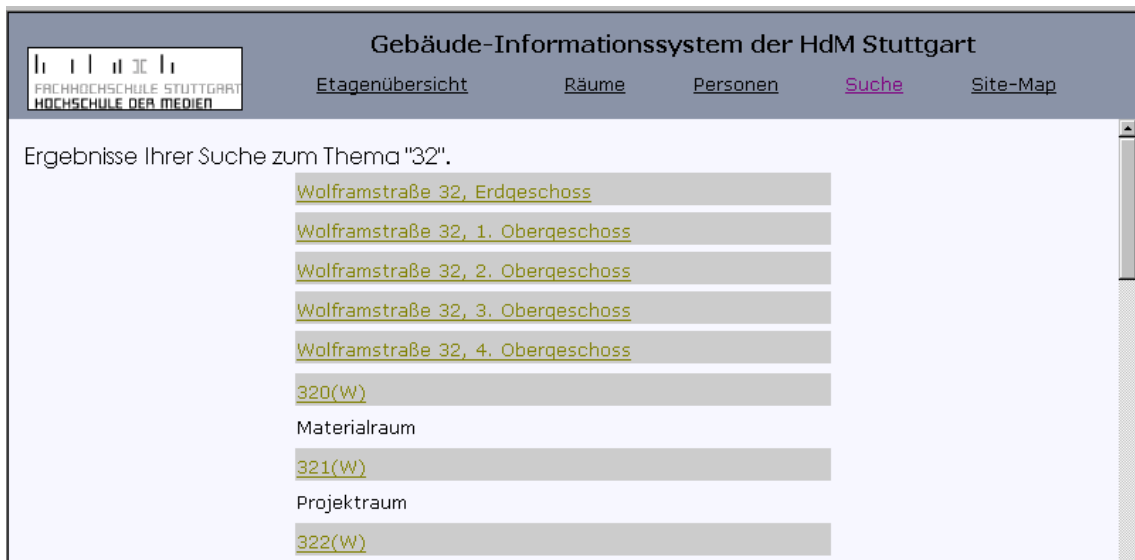 Gebäude-Informationssystem der HdM Stuttgart
FACHHOCHSCHULE STUTTGART
HOCHSCHULE DER MEDIEN
Etagenübersicht Räume Personen Suche Site-Map
Ergebnisse Ihrer Suche zum Thema "32".
Wolframstraße 32, Erdgeschoss
Wolframstraße 32, 1. Obergeschoss
Wolframstraße 32, 2. Obergeschoss
Wolframstraße 32, 3. Obergeschoss
Wolframstraße 32, 4. Obergeschoss
320(W)
Materialraum
321(W)
Projektraum
322(W)